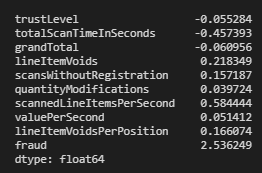 trustLevel -0.055284
totalScanTimeInSeconds -0.457393
grandTotal -0.060956
lineItemVoids 0.218349
scansWithoutRegistration 0.157187
quantityModifications 0.039724
scannedLineItemsPerSecond 0.584444
valuePerSecond 0.051412
lineItemVoidsPerPosition 0.166074
fraud 2.536249
dtype: float64